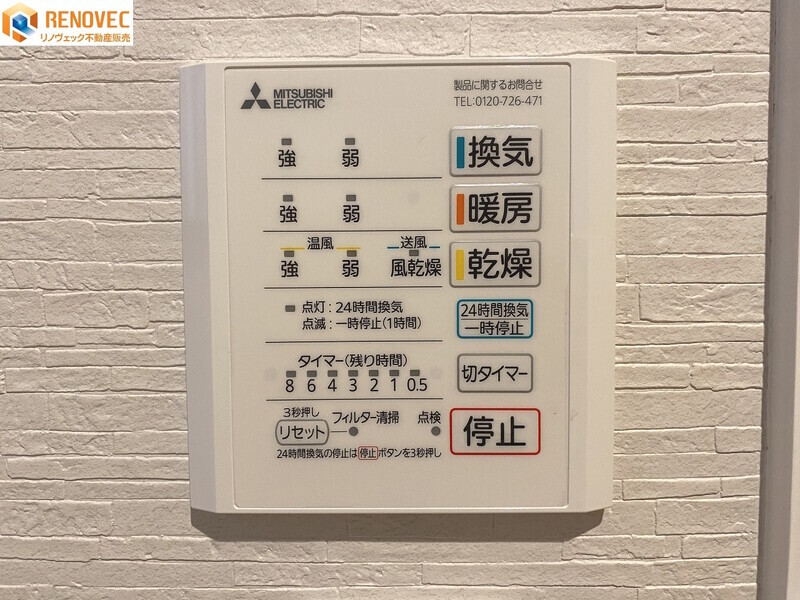 RENOVEC
リノヴェック不動産販売
MITSUBISHI
ELECTRIC
製品に関するお問合せ
TEL:0120-726-471
強 弱 換気
強 弱 暖房
温風 送風
強 弱 風乾燥 乾燥
点灯:24時間換気
点滅:一時停止(1時間)
24時間換気
一時停止
タイマー(残り時間)
8 6 4 3 2 1 0.5
切タイマー
3秒押し
リセット フィルター清掃 点検
停止
24時間換気の停止は停止ボタンを3秒押し